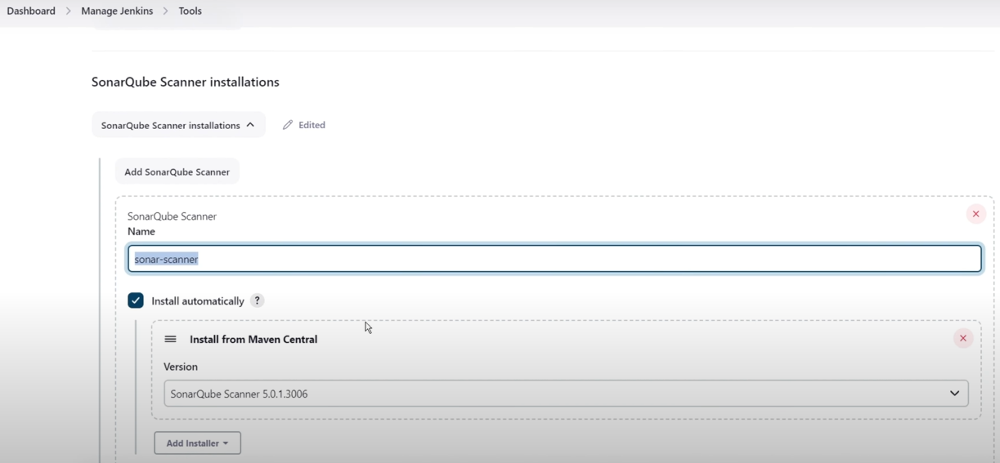 Dashboard > Manage Jenkins > Tools
SonarQube Scanner installations
SonarQube Scanner installations Edited
Add SonarQube Scanner
SonarQube Scanner
Name
sonar-scanner
Install automatically ?
Install from Maven Central
Version
SonarQube Scanner 5.0.1.3006
Add Installer